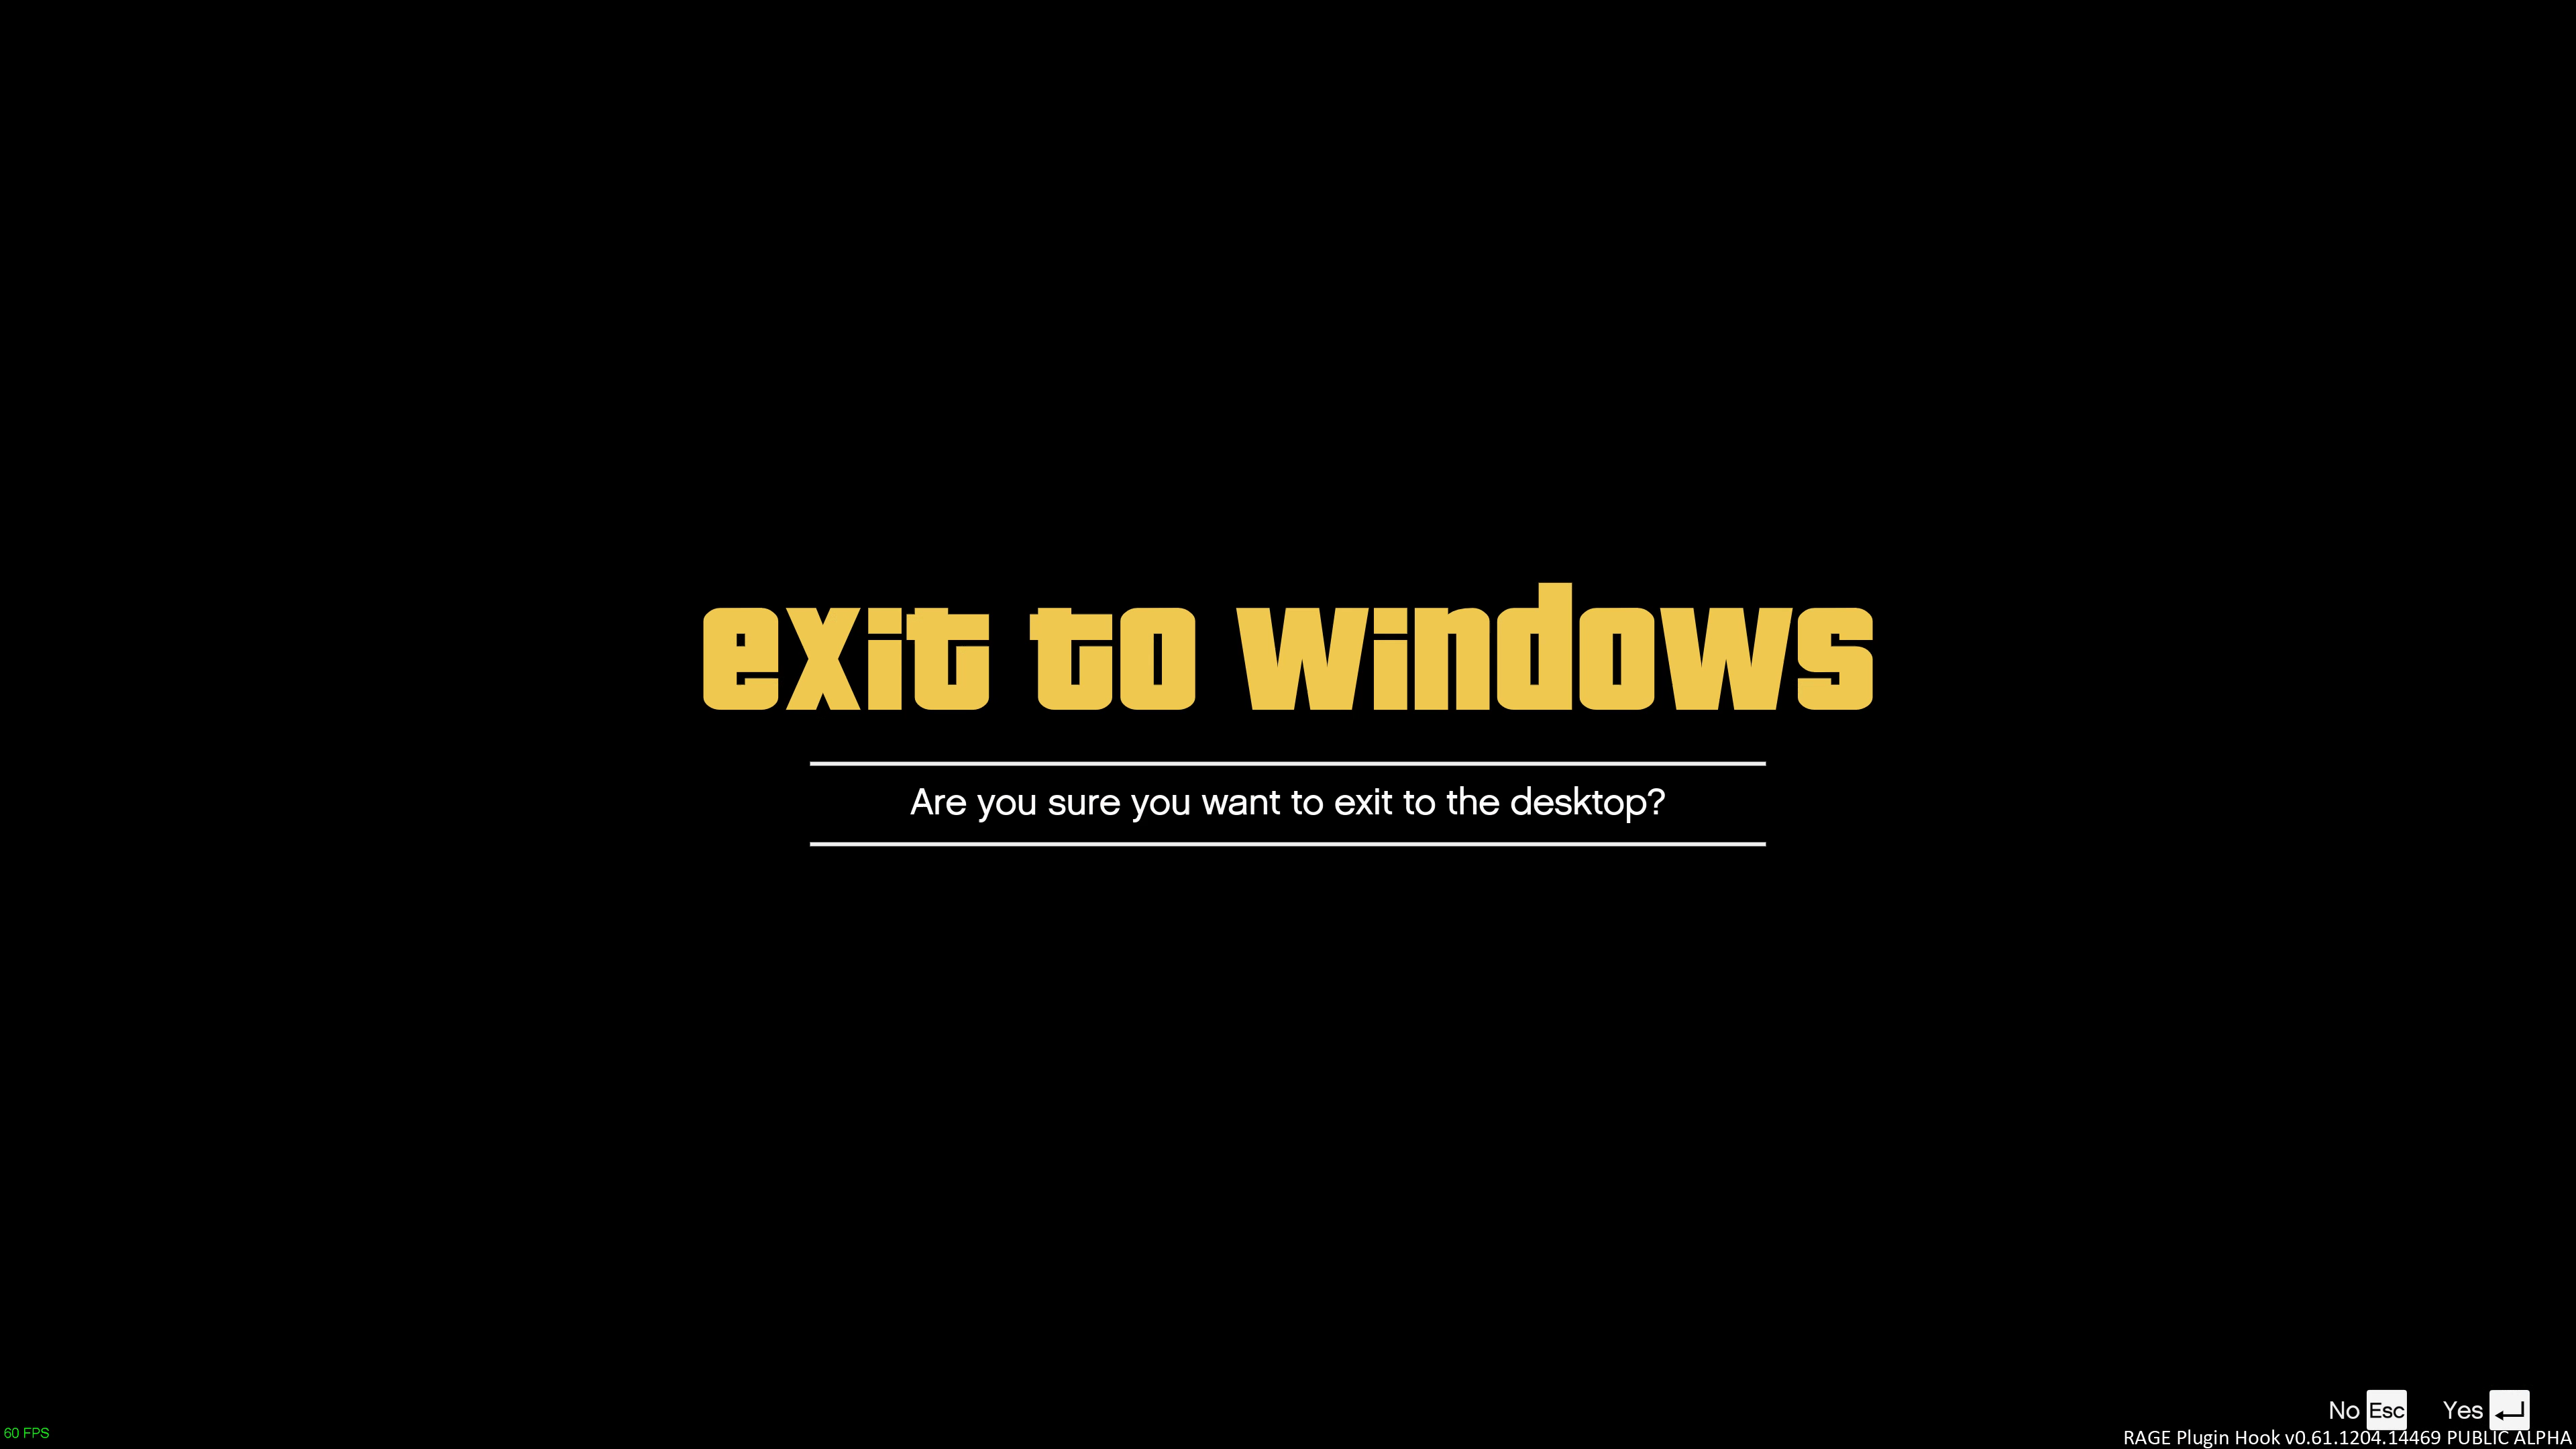 exit to windows
Are you sure you want to exit to the desktop?
No Esc Yes
60 FPS
RAGE Plugin Hook v0.61.1204.14469 PUBLIC ALPHA